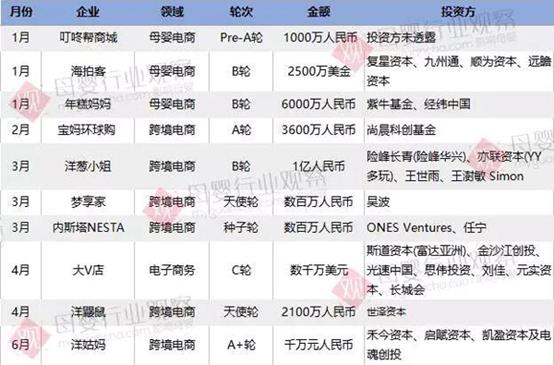 月份 企业 领域 轮次 金额 投资方
1月 叮咚帮商城 母婴电商 Pre-A轮 1000万人民币 投资方未透露
1月 海拍客 母婴电商 B轮 2500万美金 复星资本、九州通、顺为资本、远瞻
资本
1月 年糕妈妈 母婴电商 B轮 6000万人民币 紫牛基金、经纬中国
2月 宝妈环球购 跨境电商 A轮 3600万人民币 尚晨科创基金
3月 洋葱小姐 跨境电商 B轮 1亿人民币 险峰长青(险峰华兴)、亦联资本(YY
多玩)、王世雨、王澍敏 Simon
3月 梦享家 跨境电商 天使轮 数百万人民币 吴波
3月 内斯塔NESTA 跨境电商 种子轮 数百万人民币 ONES Ventures、任宁
4月 大V店 电子商务 C轮 数千万美元 斯道资本(富达亚洲)、金沙江创投、
光速中国、思伟投资、刘佳、元实资
本、长城会
4月 洋鼹鼠 跨境电商 天使轮 2100万人民币 世泽资本
6月 洋姑妈 跨境电商 A+轮 千万元人民币 禾今资本、启赋资本、凯盈及电
魂创投
母婴行业观察